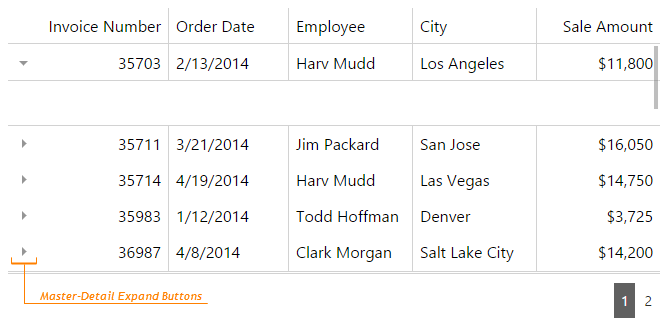 Invoice Number Order Date Employee City Sale Amount
35703 2/13/2014 Harv Mudd Los Angeles $11,800
35711 3/21/2014 Jim Packard San Jose $16,050
35714 4/19/2014 Harv Mudd Las Vegas $14,750
35983 1/12/2014 Todd Hoffman Denver $3,725
36987 4/8/2014 Clark Morgan Salt Lake City $14,200
Master-Detail Expand Buttons
1 2